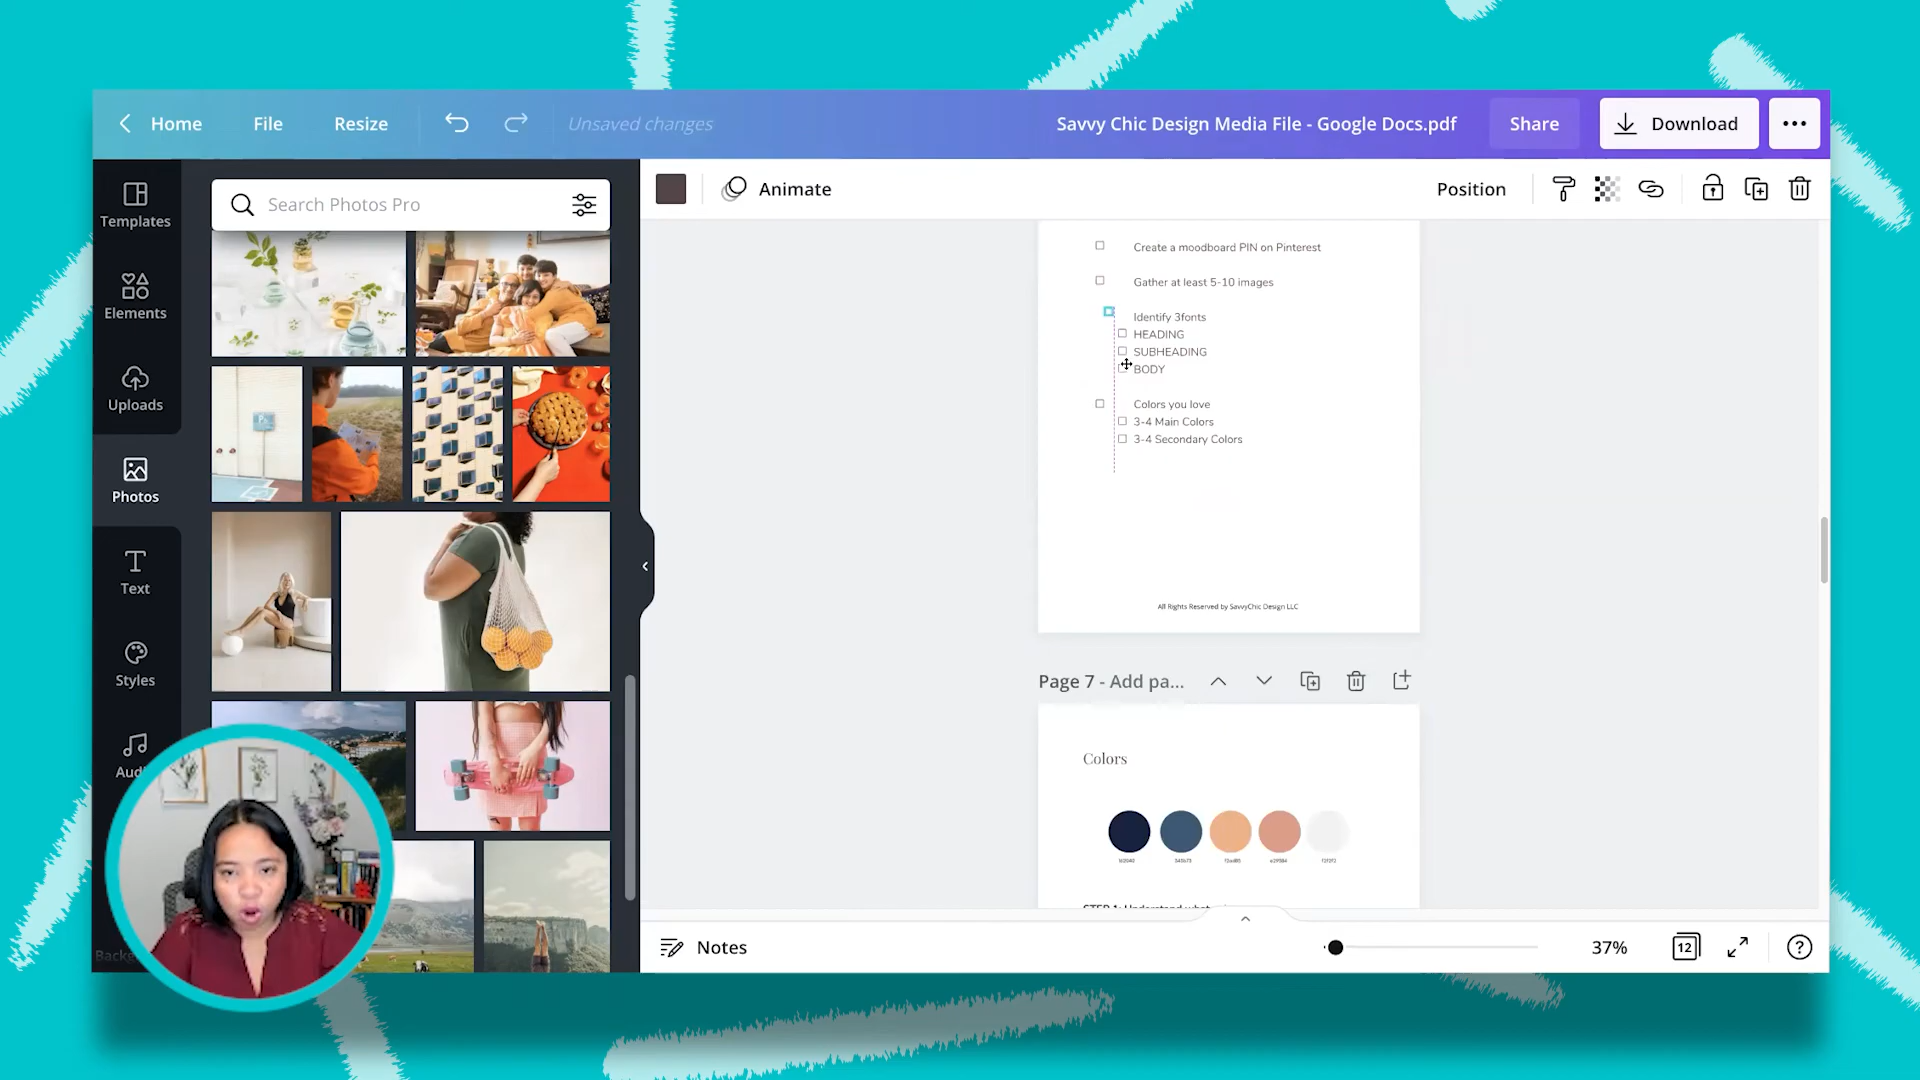 Home
File
Resize
Unsaved changes
Savvy Chic Design Media File - Google Docs.pdf
Share
Download
Templates
Elements
Uploads
Photos
Text
Styles
Search Photos Pro
Animate
Position
Create a moodboard PIN on Pinterest
Gather at least 5-10 images
Identify 3fonts
HEADING
SUBHEADING
BODY
Colors you love
3-4 Main Colors
3-4 Secondary Colors
All Rights Reserved by SavvyChic Design LLC
Page 7 - Add pa...
Colors
Notes
37%
12